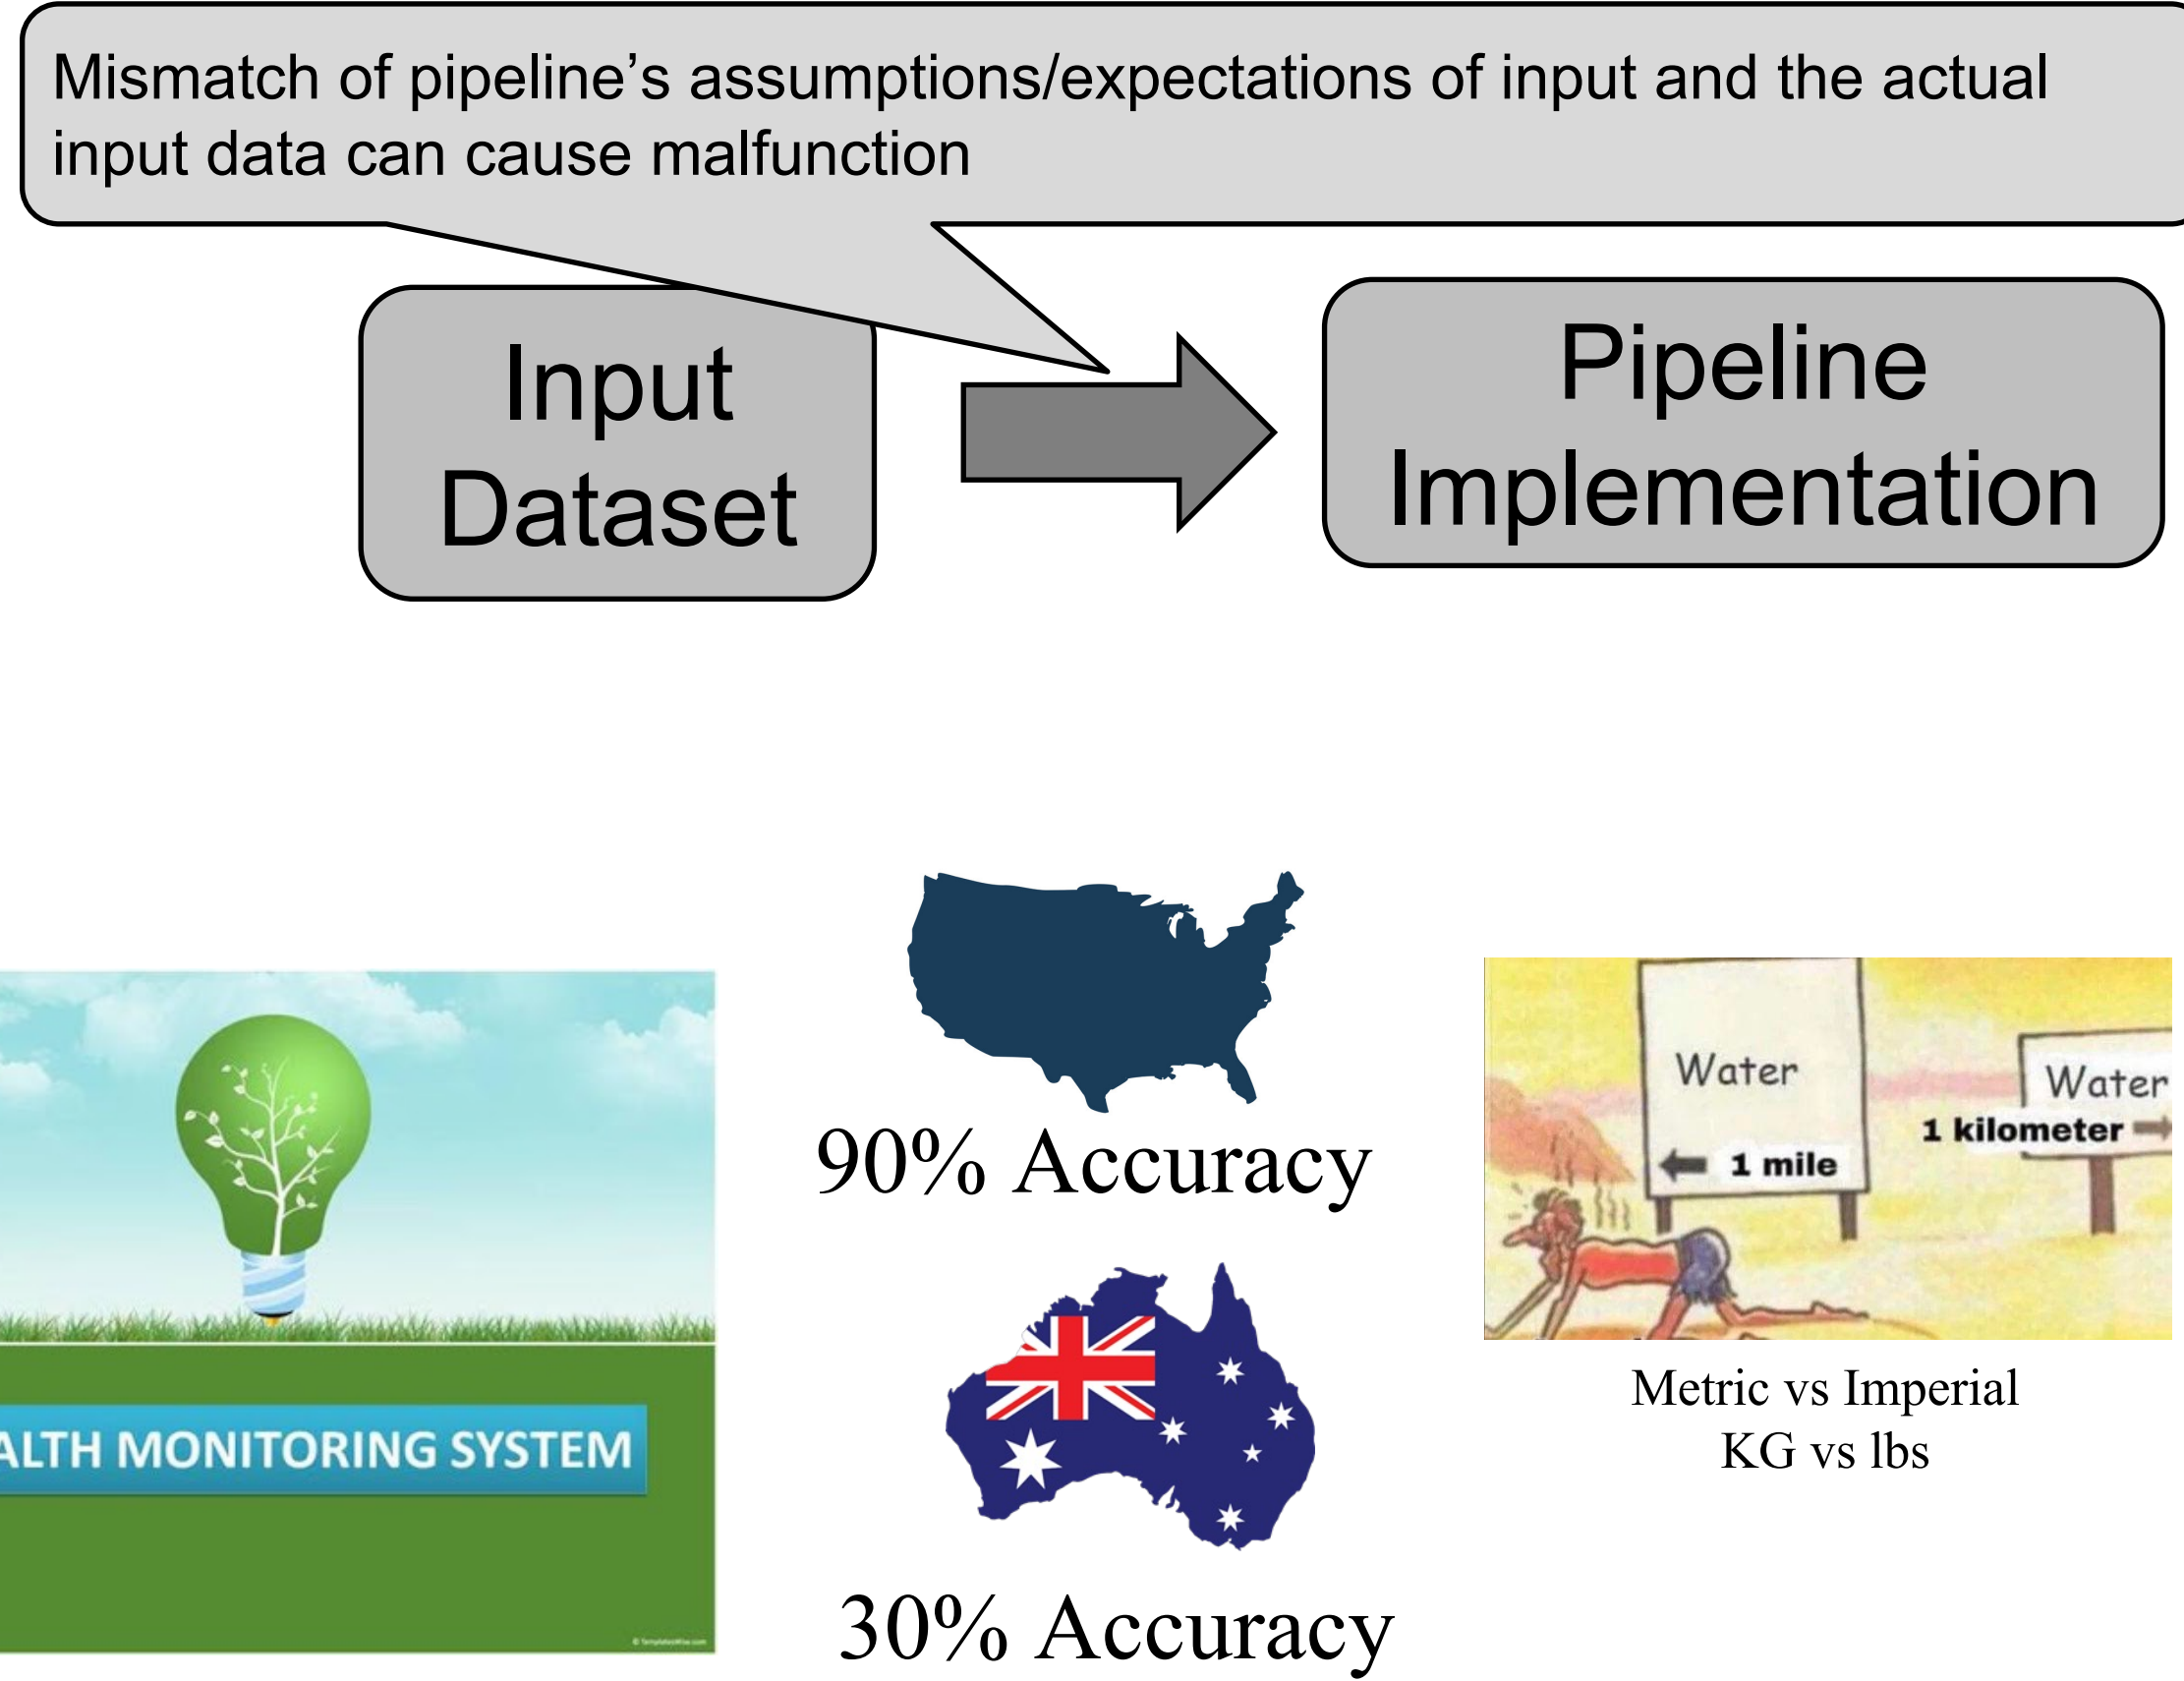 Mismatch of pipeline’s assumptions/expectations of input and the actual
input data can cause malfunction
Input
Dataset
Pipeline
Implementation
ALTH MONITORING SYSTEM
90% Accuracy
30% Accuracy
Water
1 mile
Water
1 kilometer
Metric vs Imperial
KG vs lbs